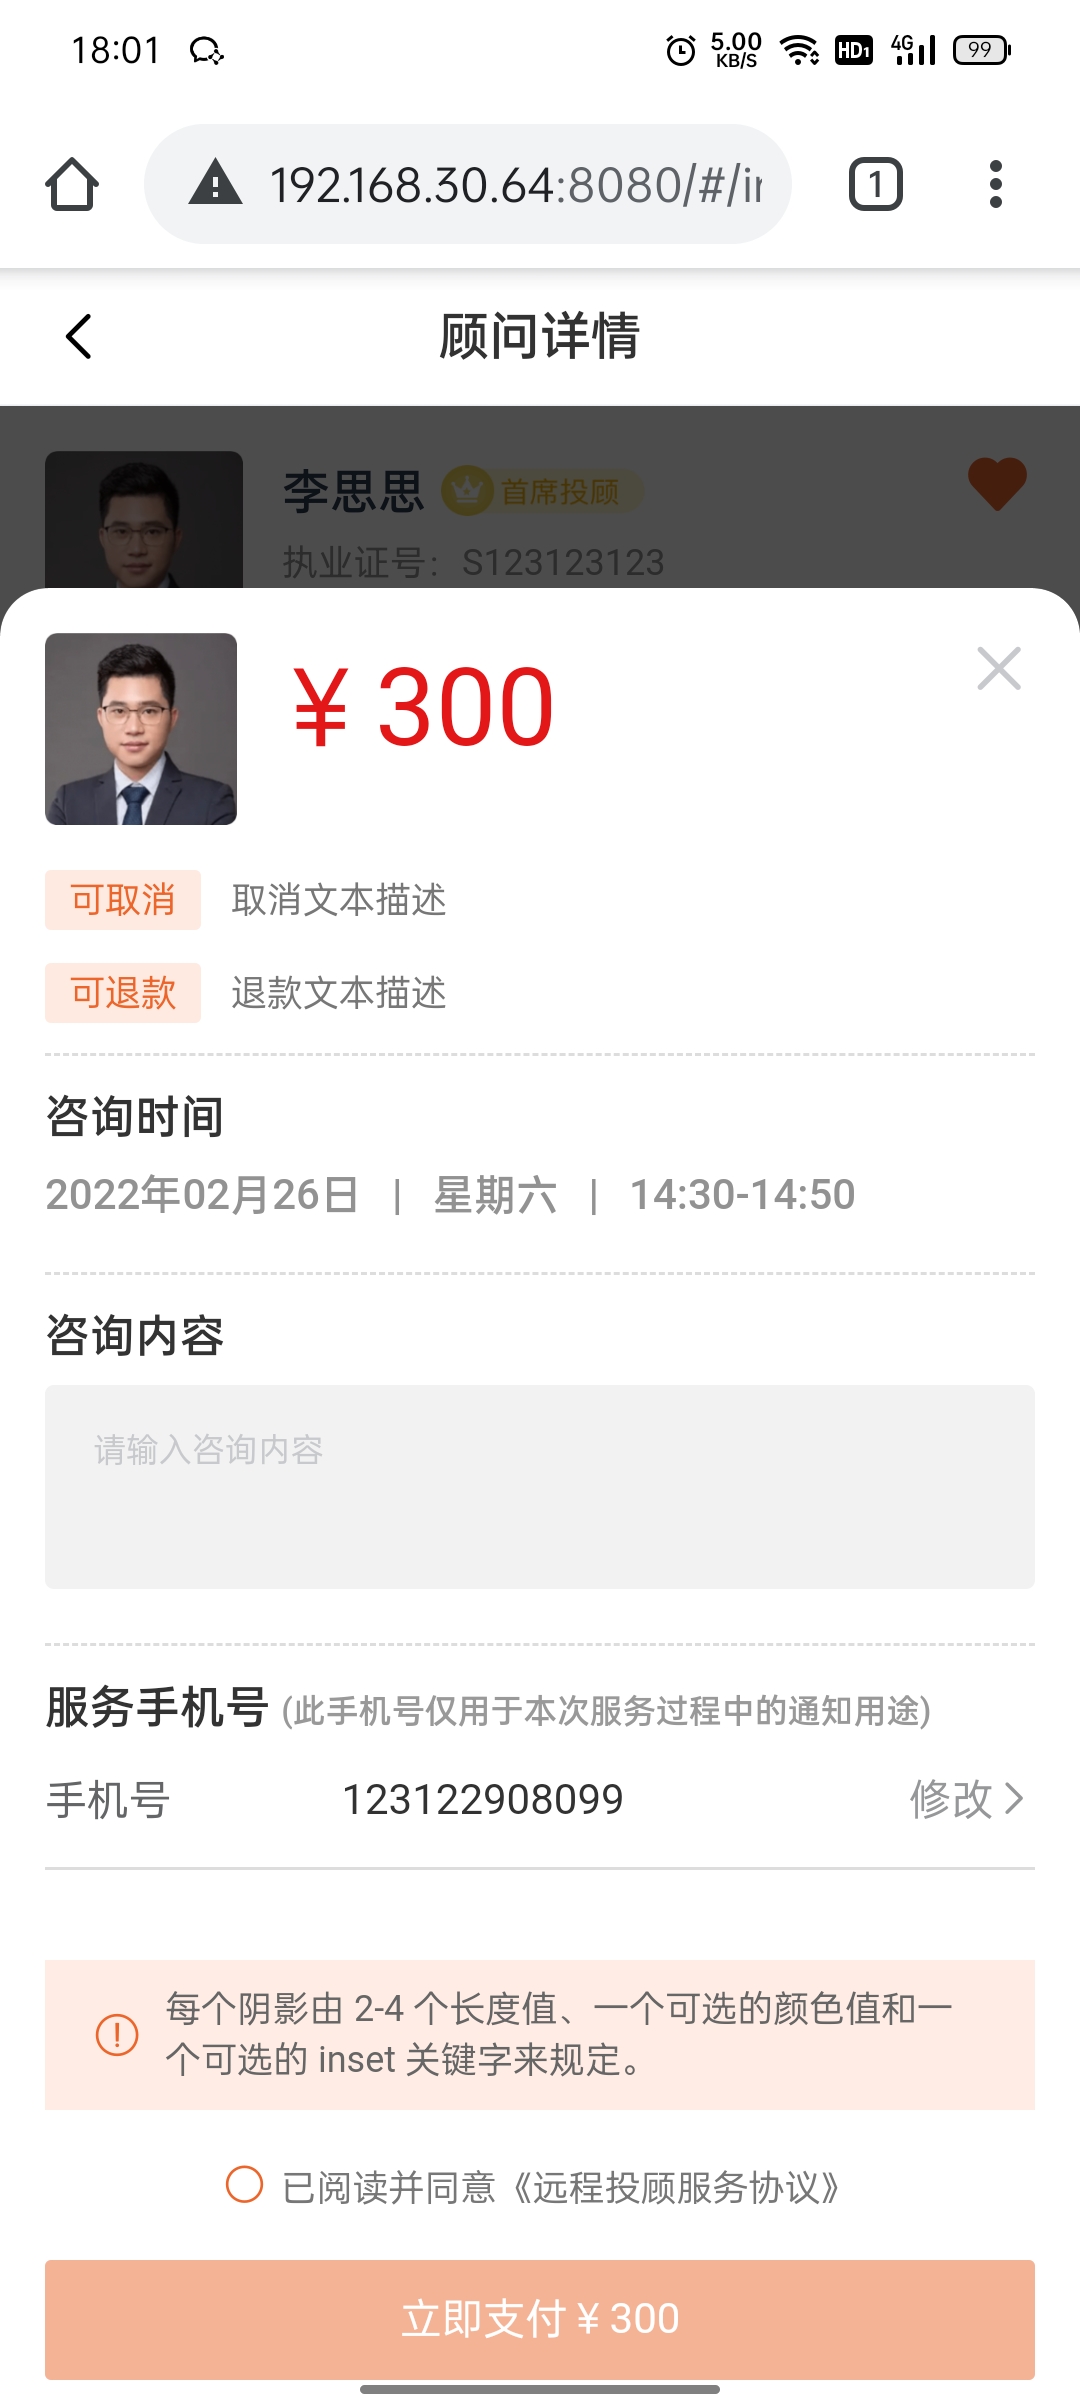 18:01
5.00 KB/S
HD1
4G
99
192.168.30.64:8080/#/ir
1
顾问详情
李思思 首席投顾
执业证号：S123123123
¥ 300
可取消 取消文本描述
可退款 退款文本描述
咨询时间
2022年02月26日 | 星期六 | 14:30-14:50
咨询内容
请输入咨询内容
服务手机号 (此手机号仅用于本次服务过程中的通知用途)
手机号 123122908099 修改
每个阴影由 2-4 个长度值、一个可选的颜色值和一
个可选的 inset 关键字来规定。
已阅读并同意《远程投顾服务协议》
立即支付 ¥ 300